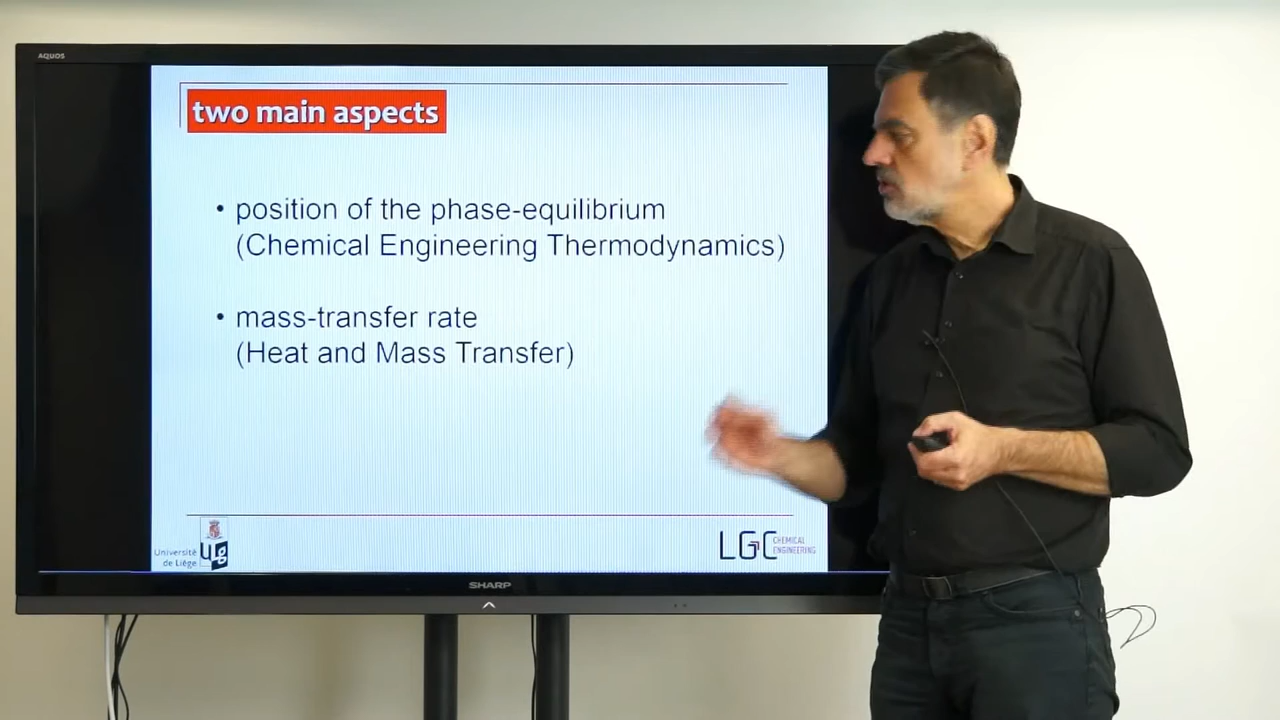 AQUOS
two main aspects
• position of the phase-equilibrium
(Chemical Engineering Thermodynamics)
• mass-transfer rate
(Heat and Mass Transfer)
Université
de Liège
ULg
LGC
CHEMICAL
ENGINEERING
SHARP